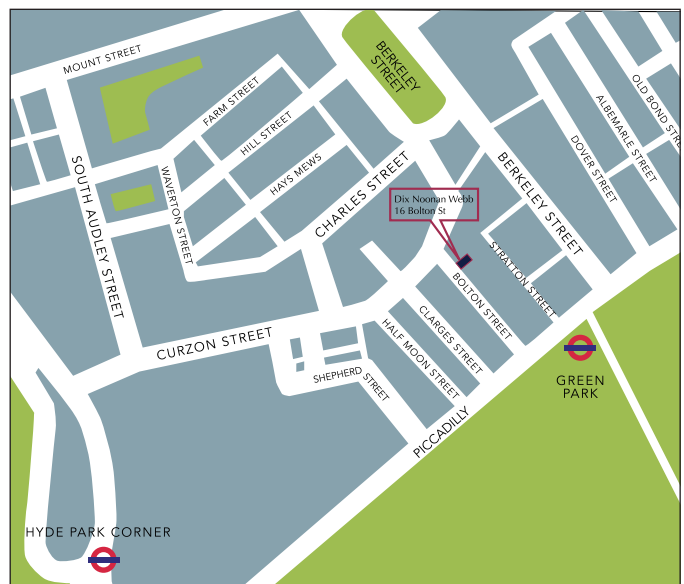 MOUNT STREET
BERKELEY
STREET
FARM STREET
HILL STREET
HAYS MEWS
CHARLES STREET
WAVERTON STREET
SOUTH AUDLEY STREET
CURZON STREET
OLD BOND STR
ALBEMARLE STREET
DOVER STREET
BERKELEY STREET
Dix Noonan Webb
16 Bolton St
STRATTON STREET
BOLTON STREET
CLARGES STREET
HALF MOON STREET
SHEPHERD
STREET
PICCADILLY
GREEN
PARK
HYDE PARK CORNER